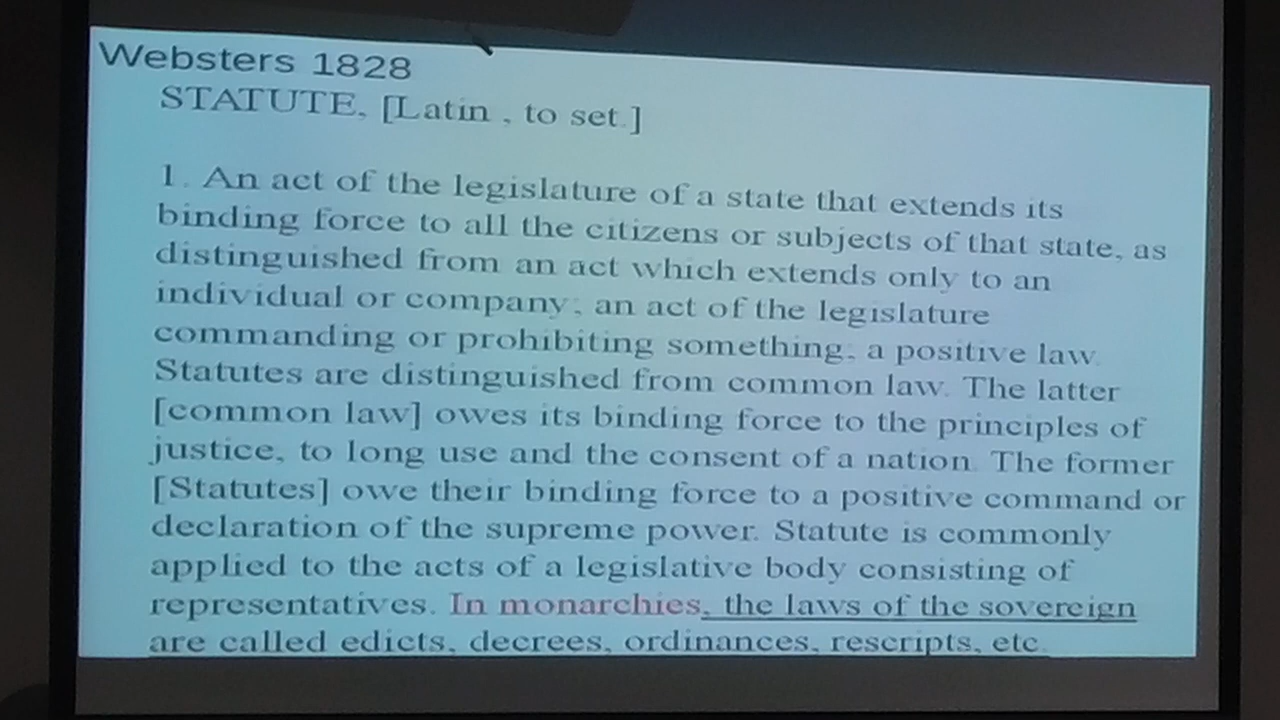 Websters 1828
STATUTE, [Latin , to set.]
1. An act of the legislature of a state that extends its
binding force to all the citizens or subjects of that state, as
distinguished from an act which extends only to an
individual or company; an act of the legislature
commanding or prohibiting something; a positive law.
Statutes are distinguished from common law. The latter
[common law] owes its binding force to the principles of
justice, to long use and the consent of a nation. The former
[Statutes] owe their binding force to a positive command or
declaration of the supreme power. Statute is commonly
applied to the acts of a legislative body consisting of
representatives. In monarchies, the laws of the sovereign
are called edicts, decrees, ordinances, rescripts, etc.